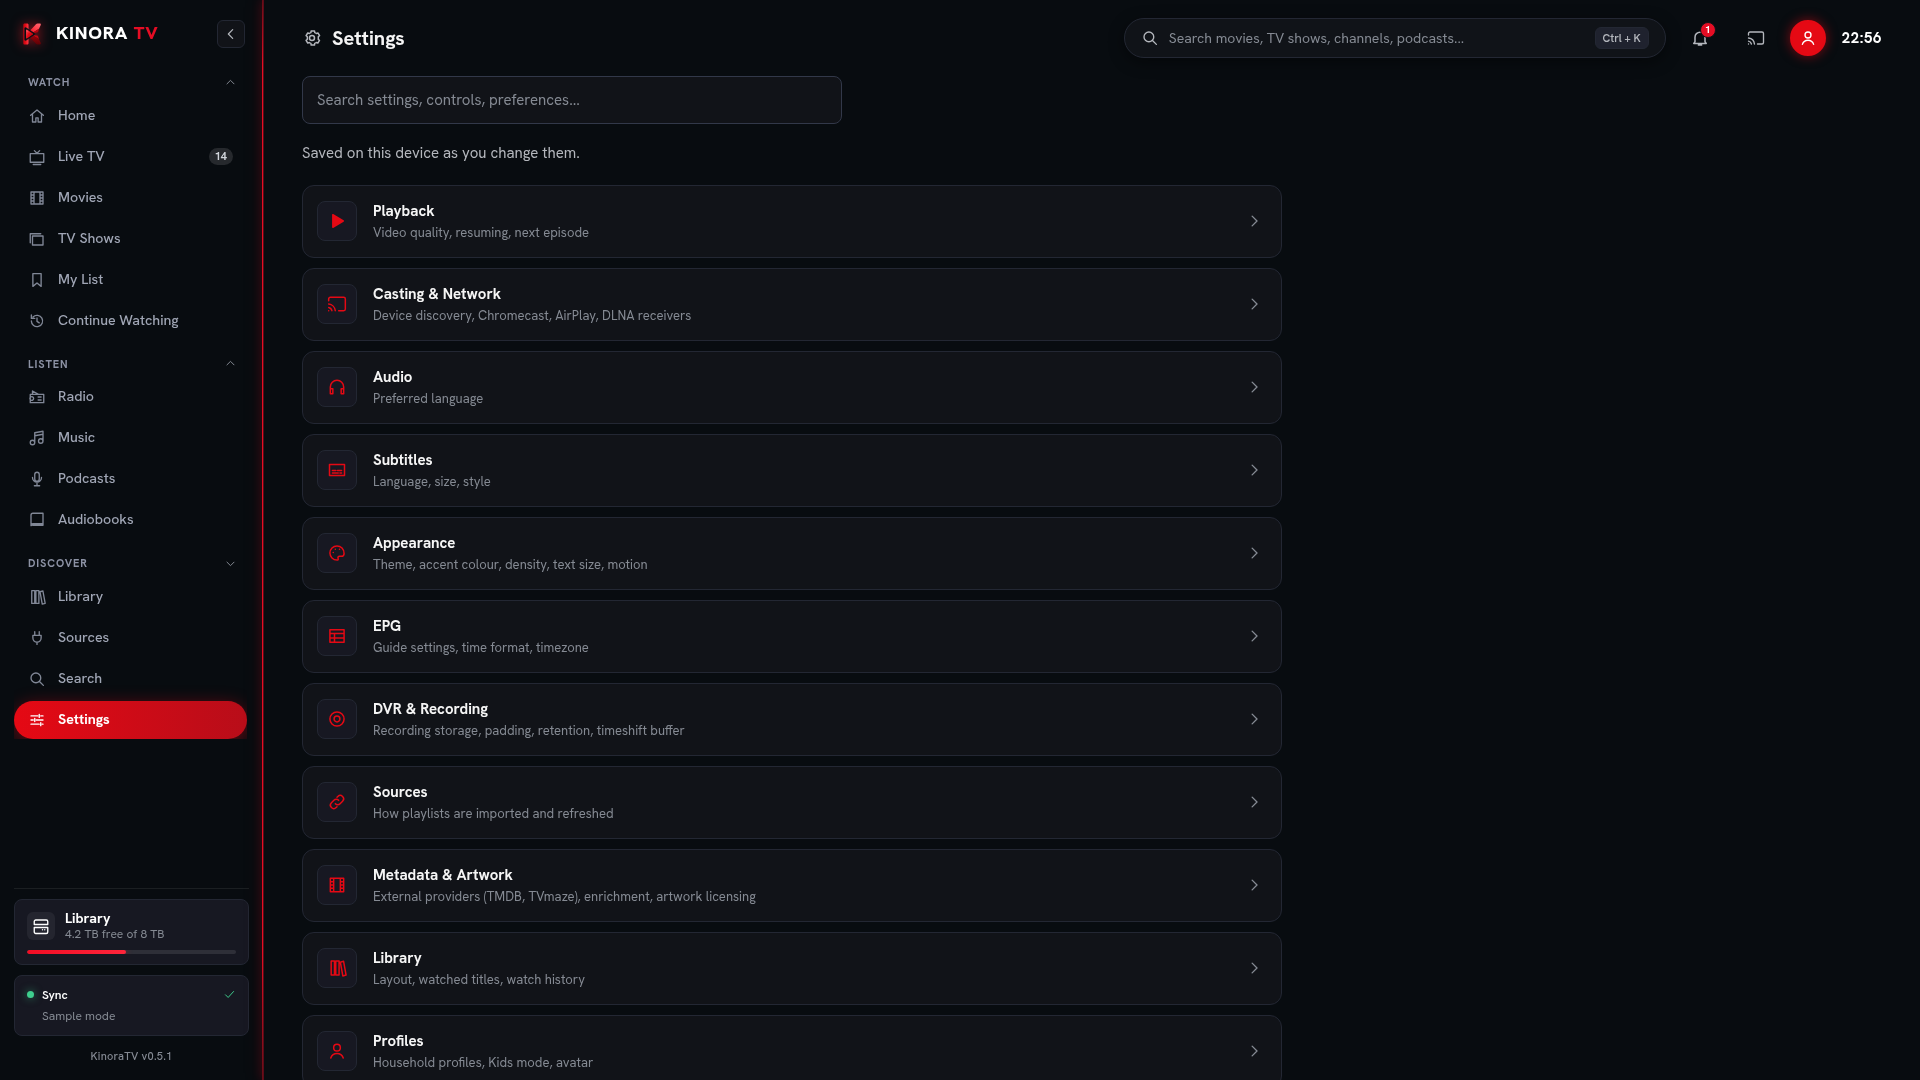 KINORA TV
WATCH
Home
Live TV
14
Movies
TV Shows
My List
Continue Watching
LISTEN
Radio
Music
Podcasts
Audiobooks
DISCOVER
Library
Sources
Search
Settings
Library
4.2 TB free of 8 TB
Sync
Sample mode
KinoraTV v0.5.1
Settings
Search movies, TV shows, channels, podcasts...
Ctrl + K
1
22:56
Search settings, controls, preferences...
Saved on this device as you change them.
Playback
Video quality, resuming, next episode
Casting & Network
Device discovery, Chromecast, AirPlay, DLNA receivers
Audio
Preferred language
Subtitles
Language, size, style
Appearance
Theme, accent colour, density, text size, motion
EPG
Guide settings, time format, timezone
DVR & Recording
Recording storage, padding, retention, timeshift buffer
Sources
How playlists are imported and refreshed
Metadata & Artwork
External providers (TMDB, TVmaze), enrichment, artwork licensing
Library
Layout, watched titles, watch history
Profiles
Household profiles, Kids mode, avatar